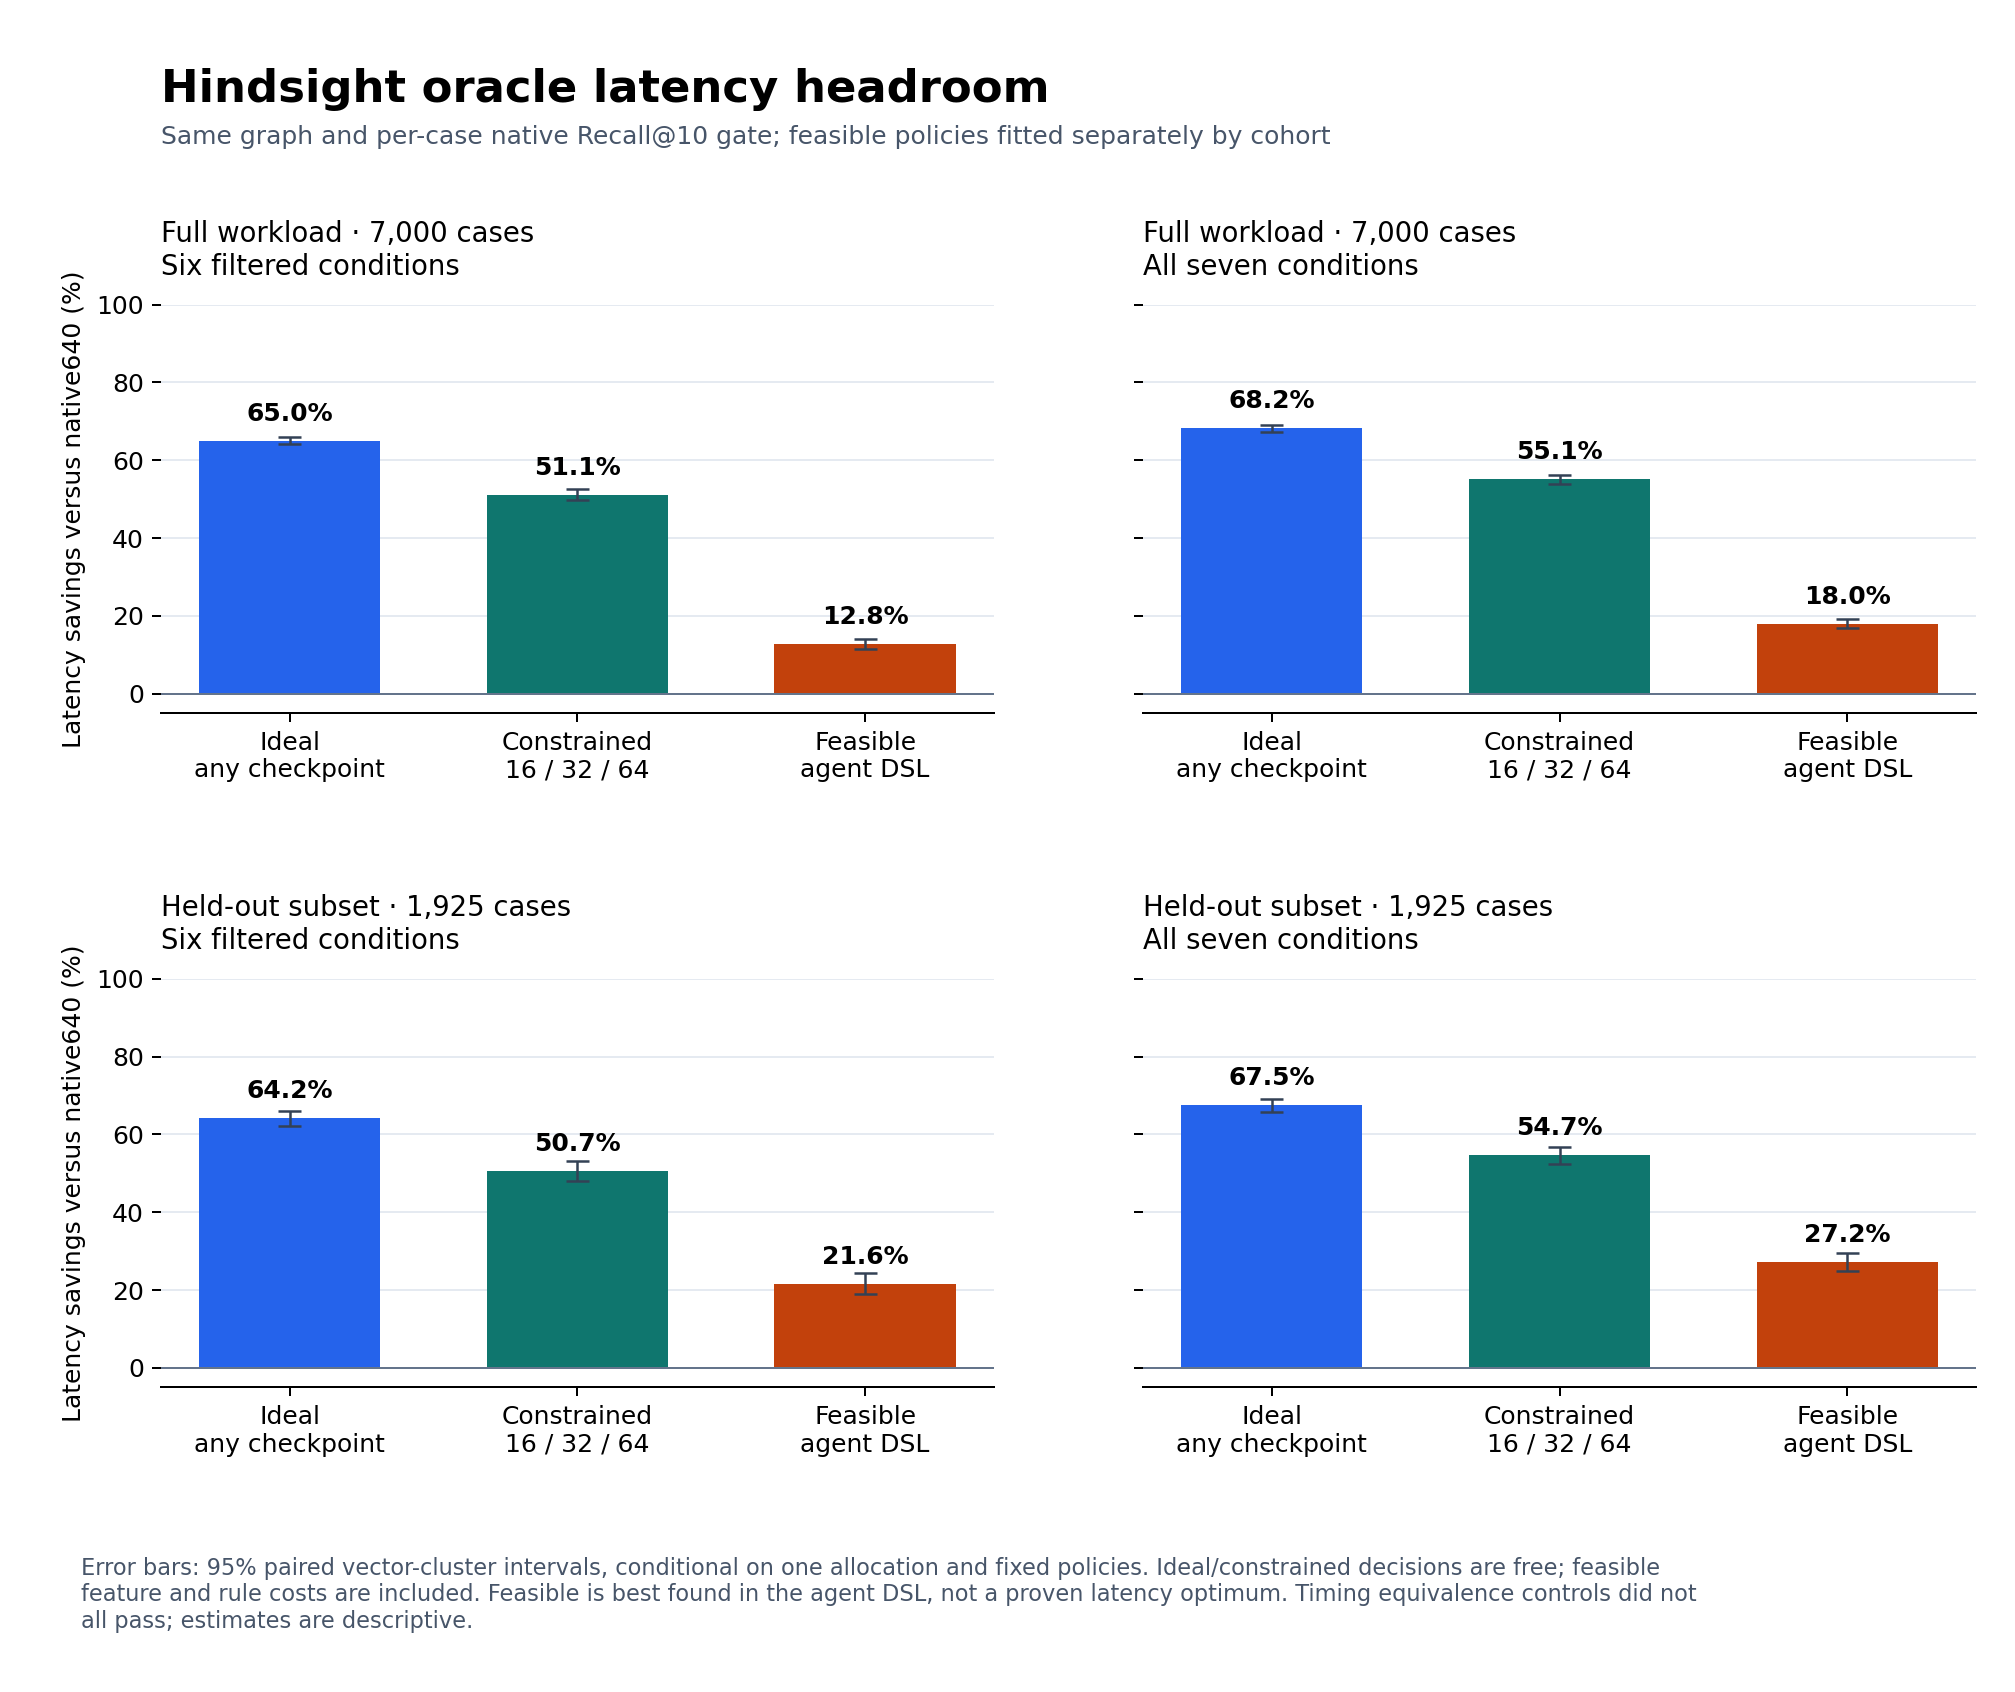 Hindsight oracle latency headroom
Same graph and per-case native Recall@10 gate; feasible policies fitted separately by cohort
Full workload · 7,000 cases
Six filtered conditions
Latency savings versus native640 (%)
100
80
60
40
20
0
65.0%
51.1%
12.8%
Ideal
any checkpoint
Constrained
16 / 32 / 64
Feasible
agent DSL
Full workload · 7,000 cases
All seven conditions
68.2%
55.1%
18.0%
Ideal
any checkpoint
Constrained
16 / 32 / 64
Feasible
agent DSL
Held-out subset · 1,925 cases
Six filtered conditions
Latency savings versus native640 (%)
100
80
60
40
20
0
64.2%
50.7%
21.6%
Ideal
any checkpoint
Constrained
16 / 32 / 64
Feasible
agent DSL
Held-out subset · 1,925 cases
All seven conditions
67.5%
54.7%
27.2%
Ideal
any checkpoint
Constrained
16 / 32 / 64
Feasible
agent DSL
Error bars: 95% paired vector-cluster intervals, conditional on one allocation and fixed policies. Ideal/constrained decisions are free; feasible
feature and rule costs are included. Feasible is best found in the agent DSL, not a proven latency optimum. Timing equivalence controls did not
all pass; estimates are descriptive.